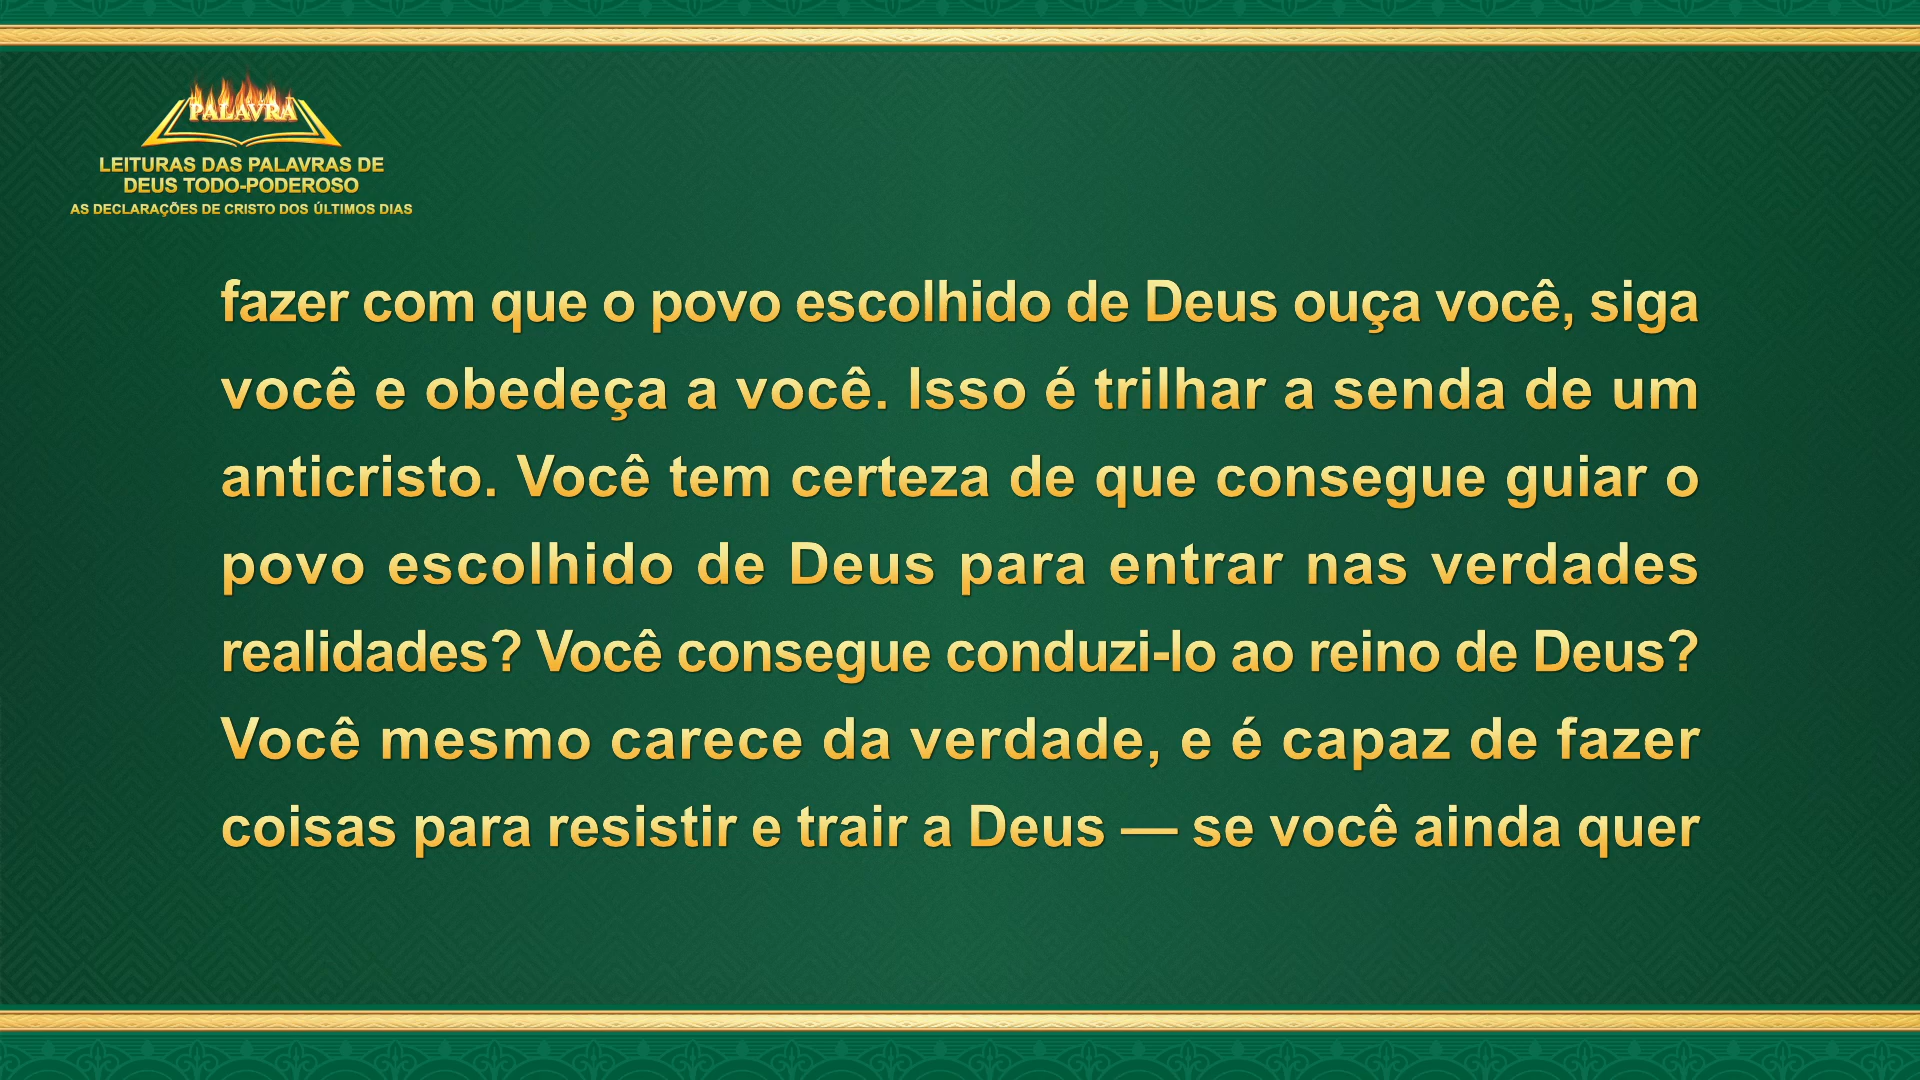 PALAVRA
LEITURAS DAS PALAVRAS DE
DEUS TODO-PODEROSO
AS DECLARAÇÕES DE CRISTO DOS ÚLTIMOS DIAS
fazer com que o povo escolhido de Deus ouça você, siga
você e obedeça a você. Isso é trilhar a senda de um
anticristo. Você tem certeza de que consegue guiar o
povo escolhido de Deus para entrar nas verdades
realidades? Você consegue conduzi-lo ao reino de Deus?
Você mesmo carece da verdade, e é capaz de fazer
coisas para resistir e trair a Deus — se você ainda quer